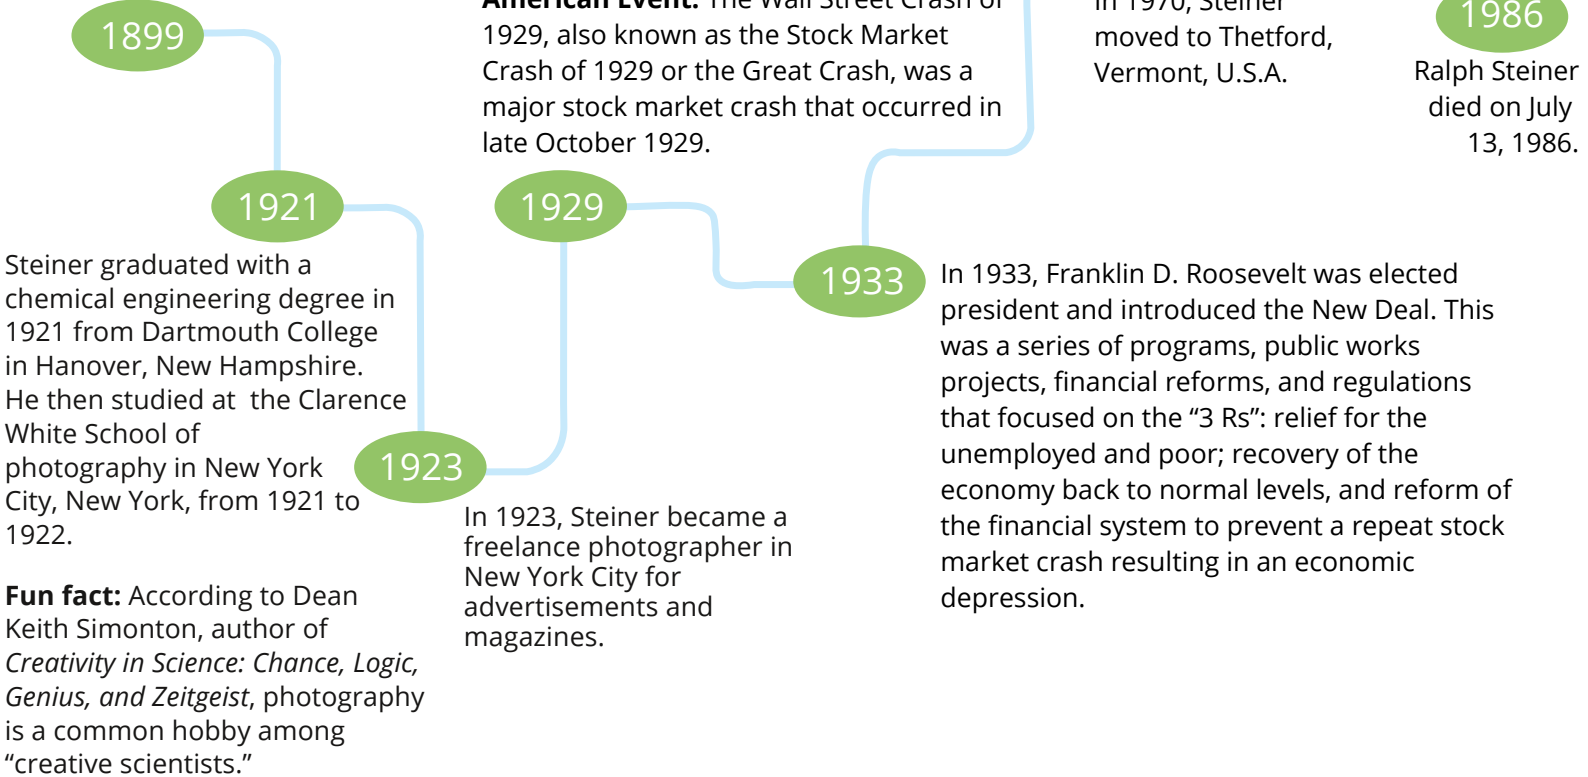 1899
American Event: The Wall Street Crash of
1929, also known as the Stock Market
Crash of 1929 or the Great Crash, was a
major stock market crash that occurred in
late October 1929.
In 1970, Steiner
moved to Thetford,
Vermont, U.S.A.
1986
Ralph Steiner
died on July
13, 1986.
1921
Steiner graduated with a
chemical engineering degree in
1921 from Dartmouth College
in Hanover, New Hampshire.
He then studied at  the Clarence
White School of
photography in New York
City, New York, from 1921 to
1922.
Fun fact: According to Dean
Keith Simonton, author of
Creativity in Science: Chance, Logic,
Genius, and Zeitgeist, photography
is a common hobby among
“creative scientists.”
1923
In 1923, Steiner became a
freelance photographer in
New York City for
advertisements and
magazines.
1929
1933
In 1933, Franklin D. Roosevelt was elected
president and introduced the New Deal. This
was a series of programs, public works
projects, financial reforms, and regulations
that focused on the “3 Rs”: relief for the
unemployed and poor; recovery of the
economy back to normal levels, and reform of
the financial system to prevent a repeat stock
market crash resulting in an economic
depression.